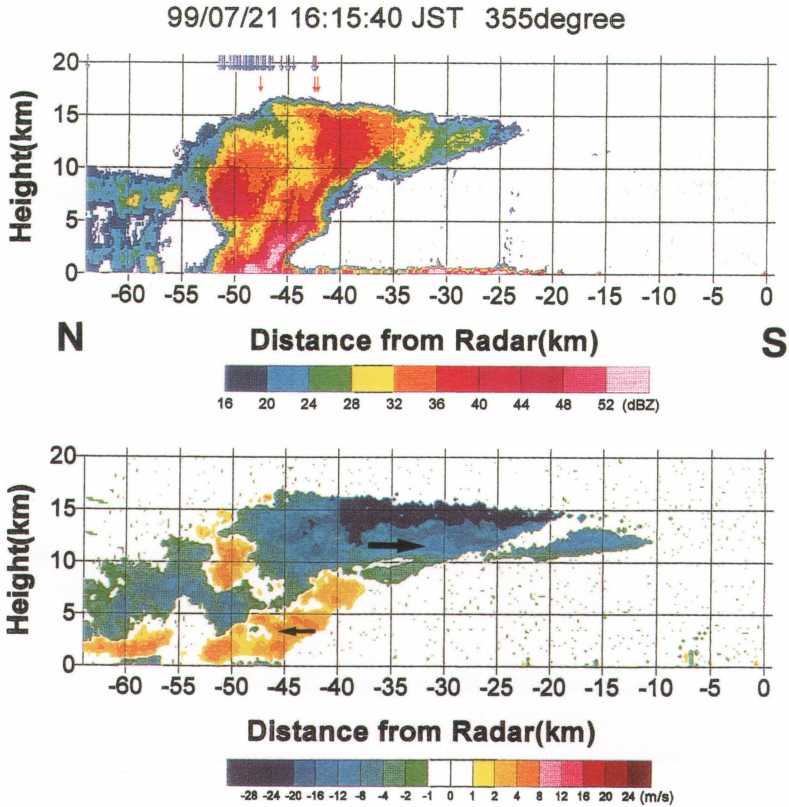 99/07/21 16:15:40 JST 355degree
20
15
10
5
0
Height(km)
-60 -55 -50 -45 -40 -35 -30 -25 -20 -15 -10 -5 0
N Distance from Radar(km) S
16 20 24 28 32 36 40 44 48 52 (dBZ)
20
15
10
5
0
Height(km)
-60 -55 -50 -45 -40 -35 -30 -25 -20 -15 -10 -5 0
Distance from Radar(km)
-28 -24 -20 -16 -12 -8 -4 -2 -1 0 1 2 4 8 12 16 20 24 (m/s)